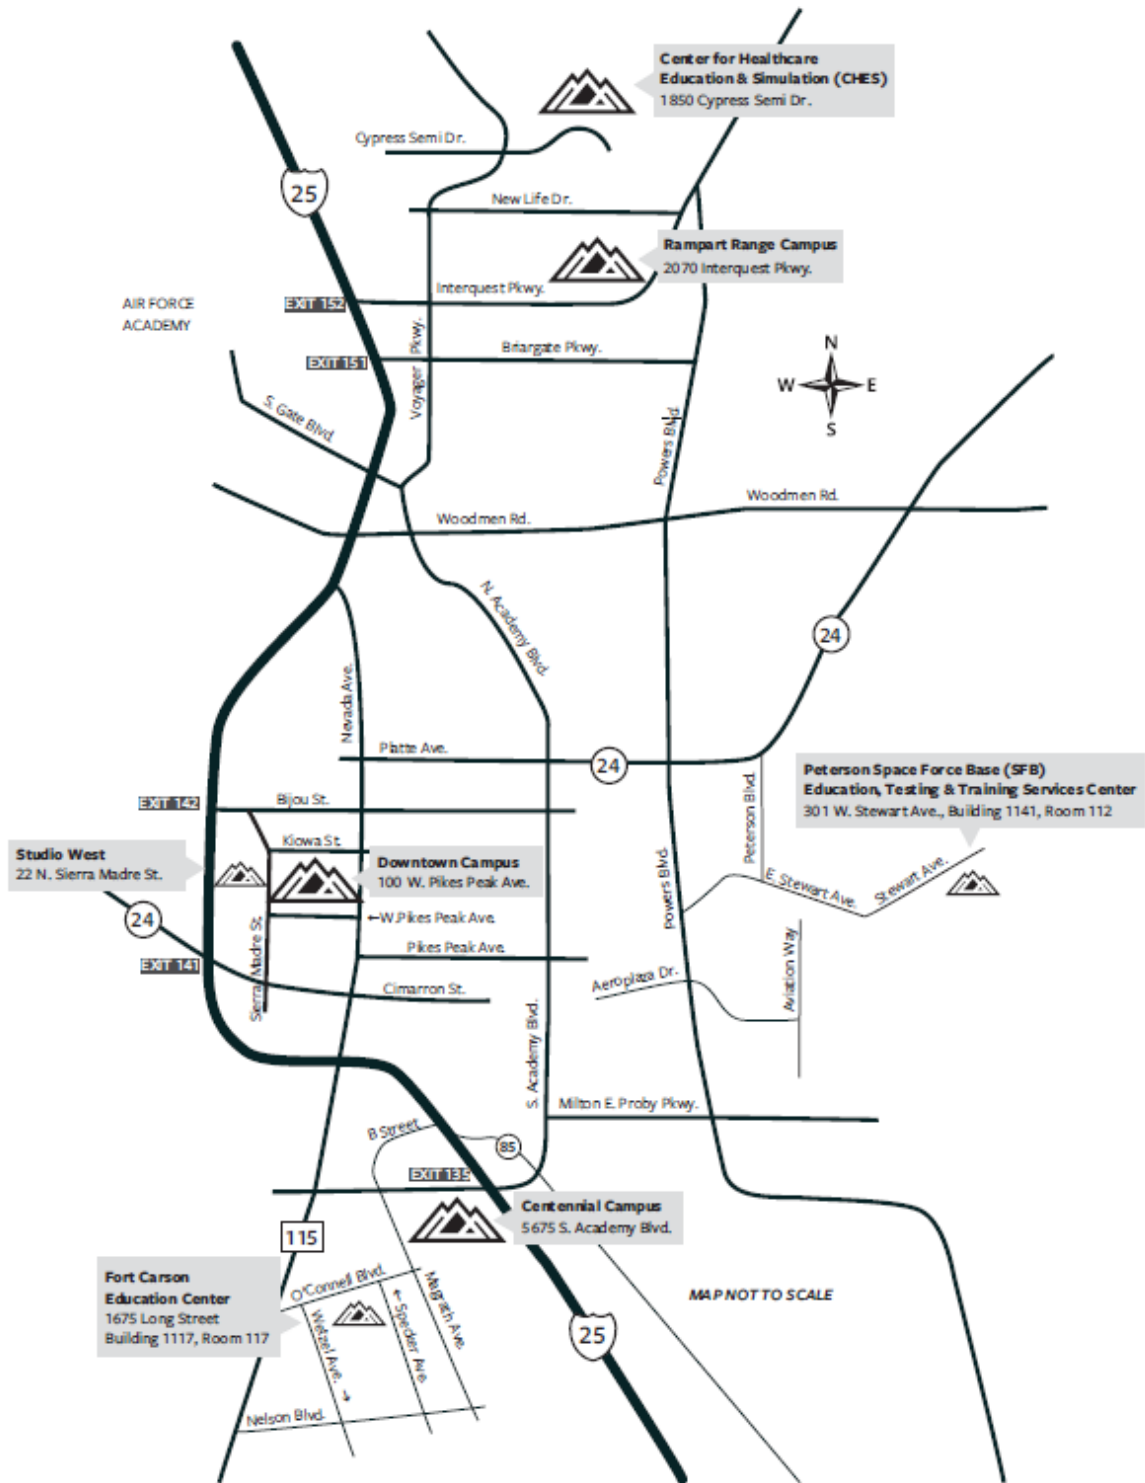 Center for Healthcare
Education & Simulation (CHES)
1850 Cypress Semi Dr.
Cypress Semi Dr.
25
New Life Dr.
Rampart Range Campus
2070 Interquest Pkwy.
Interquest Pkwy.
AIR FORCE
ACADEMY
EXIT 152
EXIT 151
Voyager Pkwy.
Briargate Pkwy.
N
W
E
S
S. Gate Blvd.
Powers Blvd.
Woodmen Rd.
Woodmen Rd.
N. Academy Blvd.
24
Nevada Ave.
Platte Ave.
24
Peterson Blvd.
Peterson Space Force Base (SFB)
Education, Testing & Training Services Center
301 W. Stewart Ave., Building 1141, Room 112
EXIT 142
Bijou St.
Kiowa St.
Studio West
22 N. Sierra Madre St.
Downtown Campus
100 W. Pikes Peak Ave.
Powers Blvd.
E. Stewart Ave.
Stewart Ave.
24
←W.Pikes Peak Ave.
Pikes Peak Ave.
EXIT 141
Sierra Madre St.
Cimarron St.
Aeroplaza Dr.
Aviation Way
S. Academy Blvd.
Milton E. Proby Pkwy.
B Street
85
EXIT 135
Centennial Campus
5675 S. Academy Blvd.
115
Fort Carson
Education Center
1675 Long Street
Building 1117, Room 117
O'Connell Blvd.
Wetzel Ave. →
← Specker Ave.
Magrath Ave.
MAP NOT TO SCALE
25
Nelson Blvd.